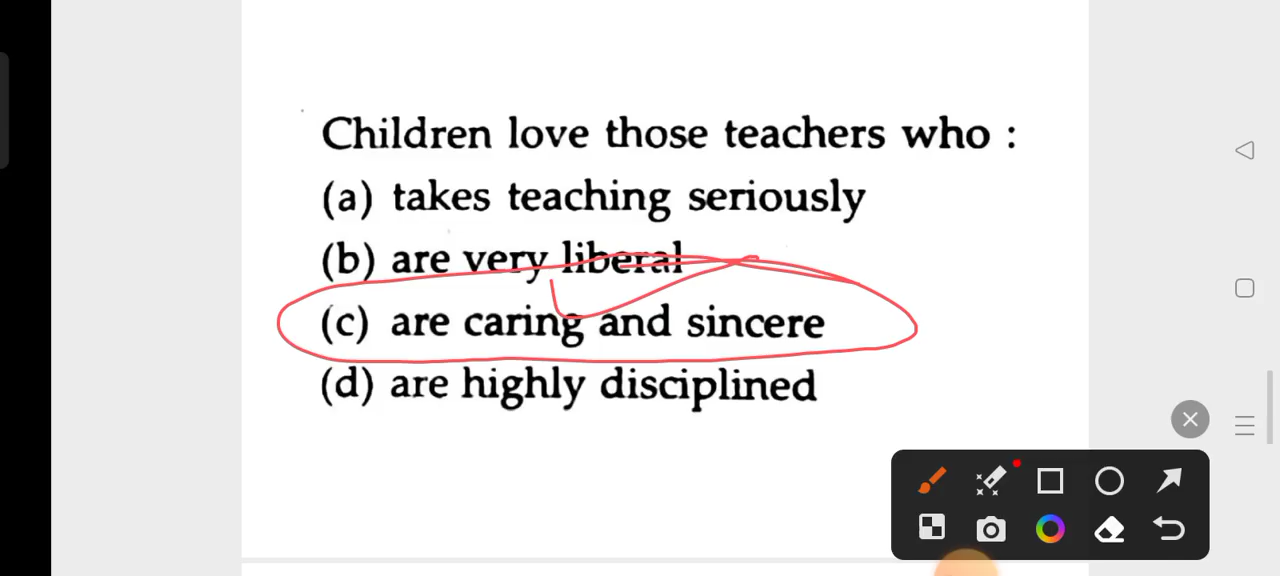 Children love those teachers who :
(a) takes teaching seriously
(b) are very liberal
(c) are caring and sincere
(d) are highly disciplined